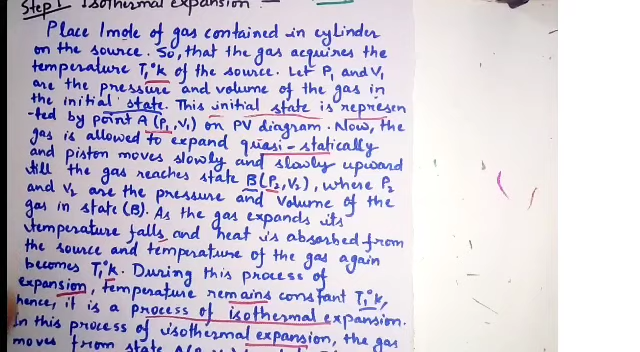 Step 1 Isothermal expansion -
Place 1mole of gas contained in cylinder
on the source. So, that the gas acquires the
temperature T₁°k of the source. Let P₁ and V₁
are the pressure and volume of the gas in
the initial state. This initial state is represen
-ted by point A (P₁,V₁) on PV diagram. Now, the
gas is allowed to expand quasi-statically
and piston moves slowly and slowly upward
till the gas reaches state B(P₂,V₂), where P₂
and V₂ are the pressure and Volume of the
gas in state (B). As the gas expands its
temperature falls and heat is absorbed from
the source and temperature of the gas again
becomes T₁°k. During this process of
expansion, temperature remains constant T₁°k,
hence, it is a process of isothermal expansion.
In this process of isothermal expansion, the gas
moves from state